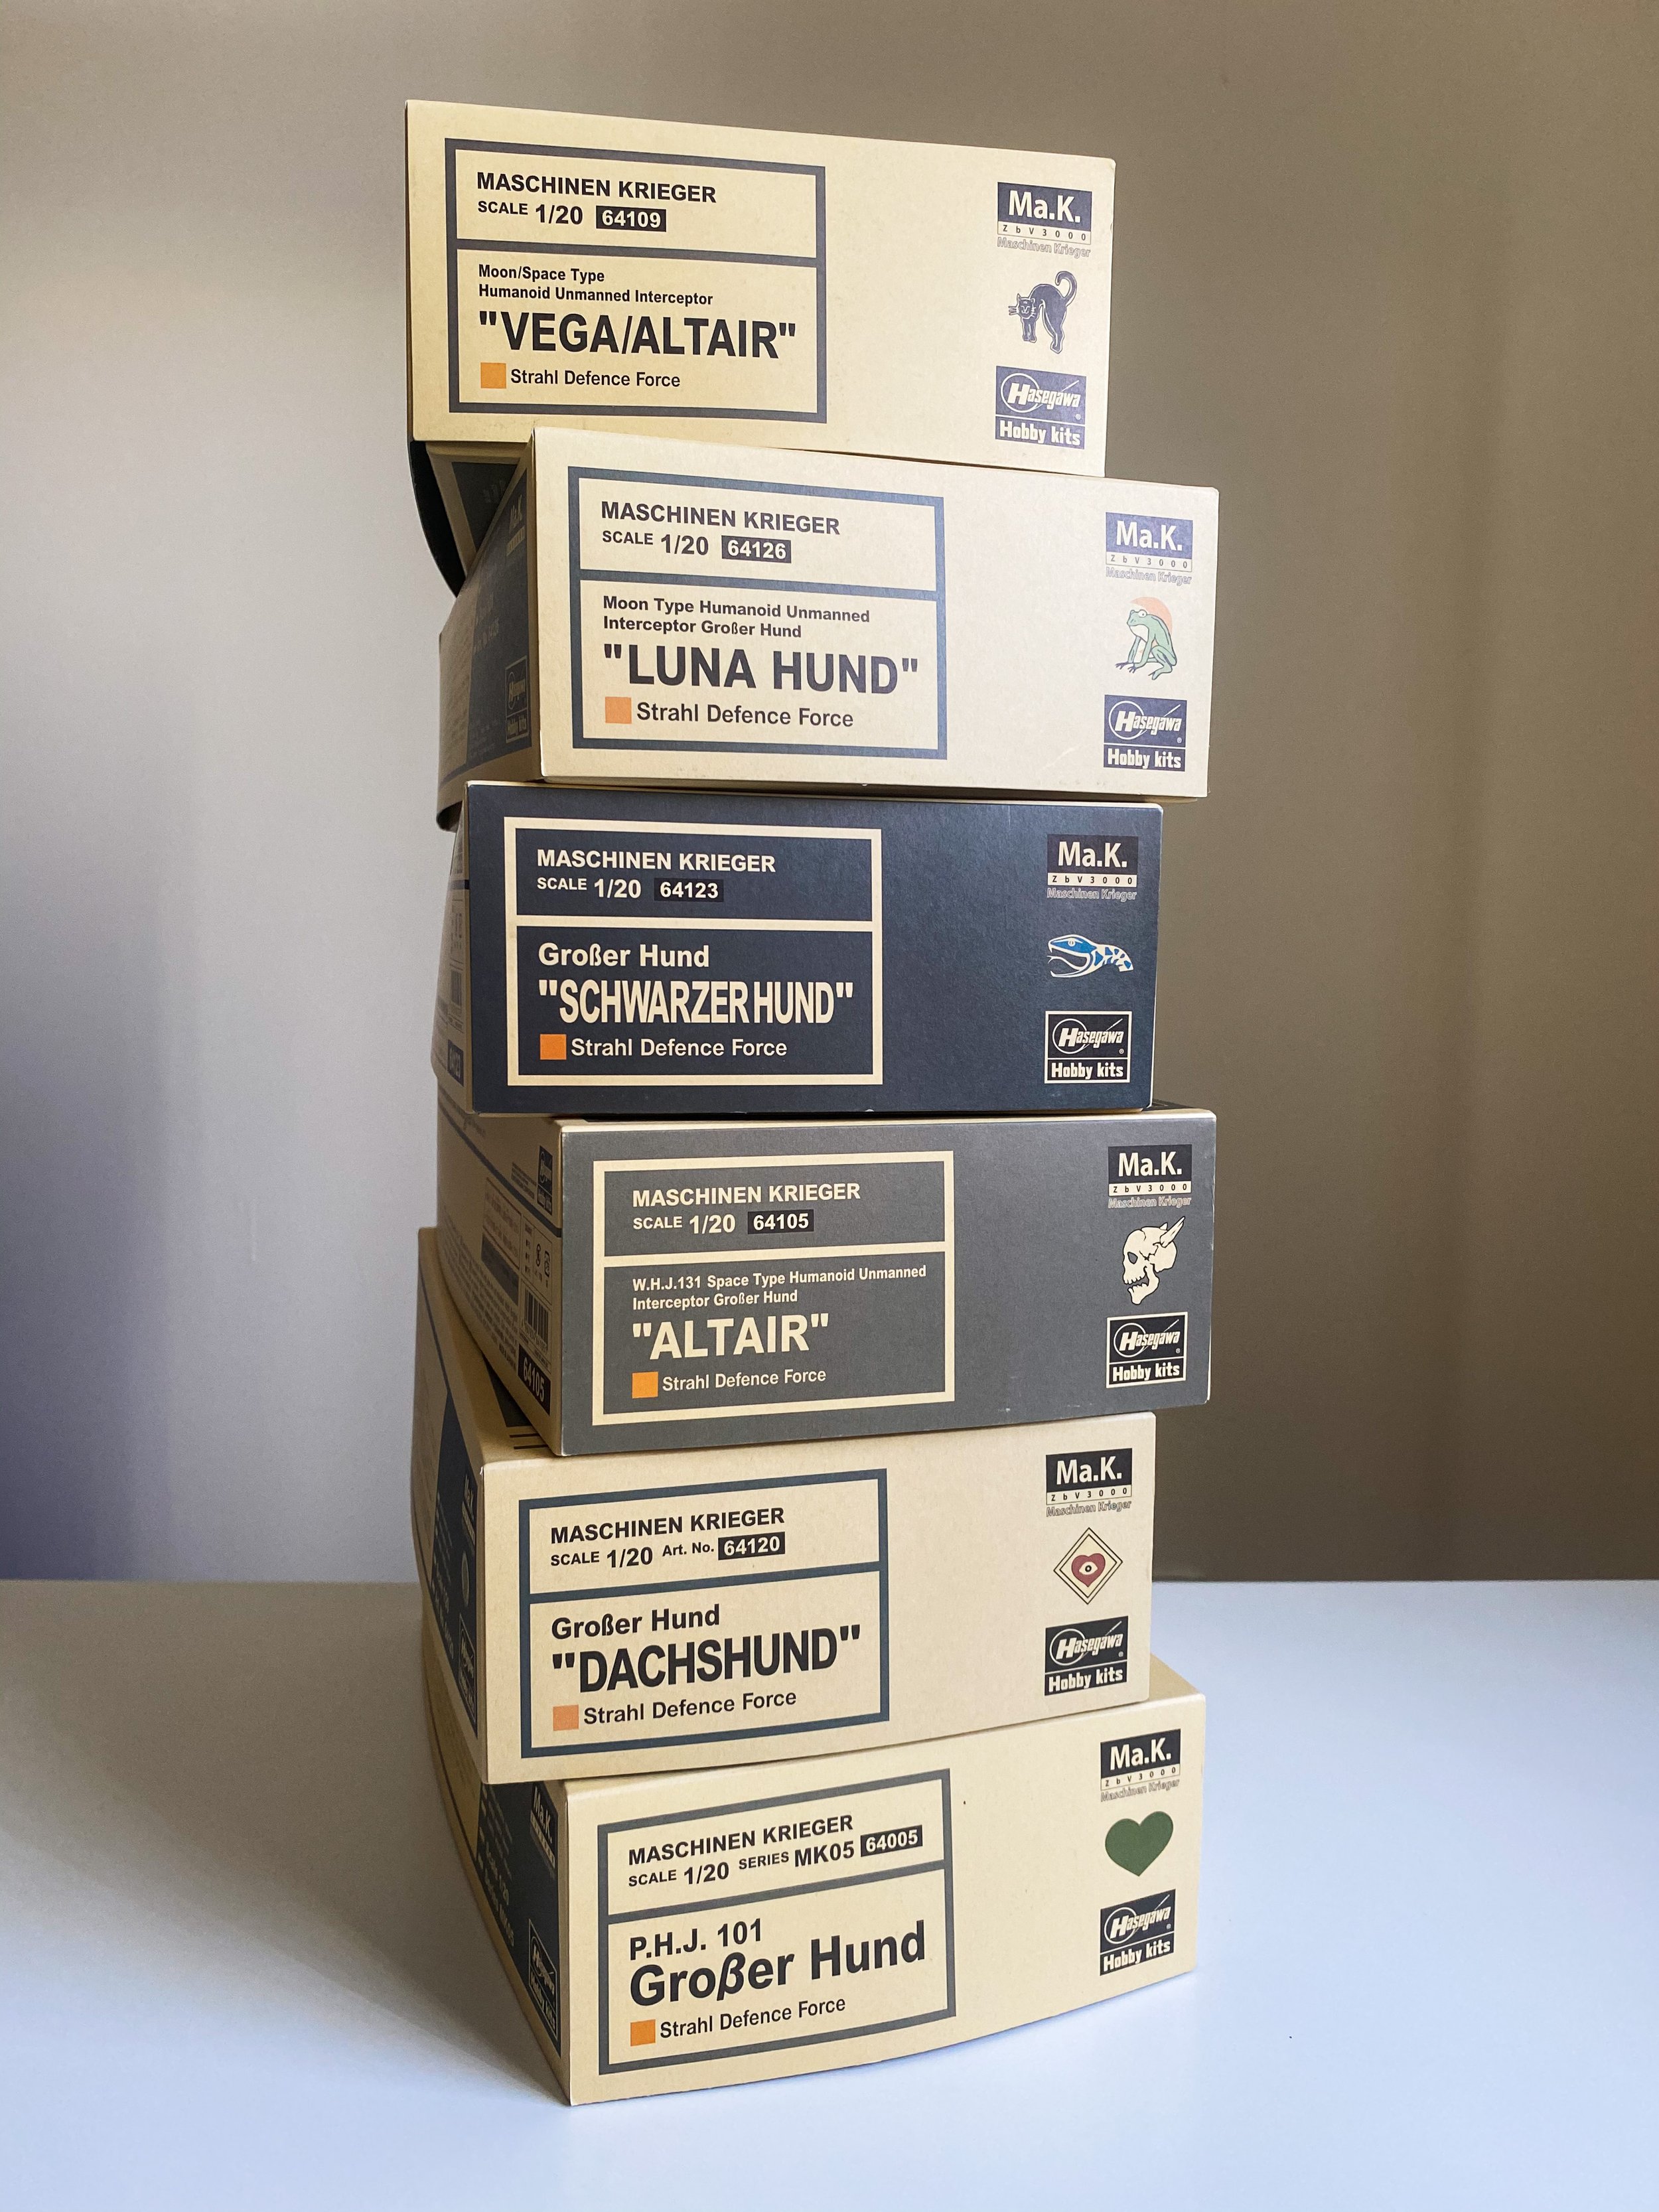 MASCHINEN KRIEGER
SCALE 1/20 64109
Moon/Space Type
Humanoid Unmanned Interceptor
"VEGA/ALTAIR"
Strahl Defence Force
Ma.K.
ZbV3000
Maschinen Krieger
Hasegawa
Hobby kits
MASCHINEN KRIEGER
SCALE 1/20 64126
Moon Type Humanoid Unmanned
Interceptor Großer Hund
"LUNA HUND"
Strahl Defence Force
Ma.K.
ZbV3000
Maschinen Krieger
Hasegawa
Hobby kits
MASCHINEN KRIEGER
SCALE 1/20 64123
Großer Hund
"SCHWARZER HUND"
Strahl Defence Force
Ma.K.
ZbV3000
Maschinen Krieger
Hasegawa
Hobby kits
MASCHINEN KRIEGER
SCALE 1/20 64105
W.H.J.131 Space Type Humanoid Unmanned
Interceptor Großer Hund
"ALTAIR"
Strahl Defence Force
Ma.K.
ZbV3000
Maschinen Krieger
Hasegawa
Hobby kits
64105
MASCHINEN KRIEGER
SCALE 1/20 Art. No. 64120
Großer Hund
"DACHSHUND"
Strahl Defence Force
Ma.K.
ZbV3000
Maschinen Krieger
Hasegawa
Hobby kits
MASCHINEN KRIEGER
SCALE 1/20 SERIES MK05 64005
P.H.J. 101
Großer Hund
Strahl Defence Force
Ma.K.
ZbV3000
Maschinen Krieger
Hasegawa
Hobby kits
Ma.K.